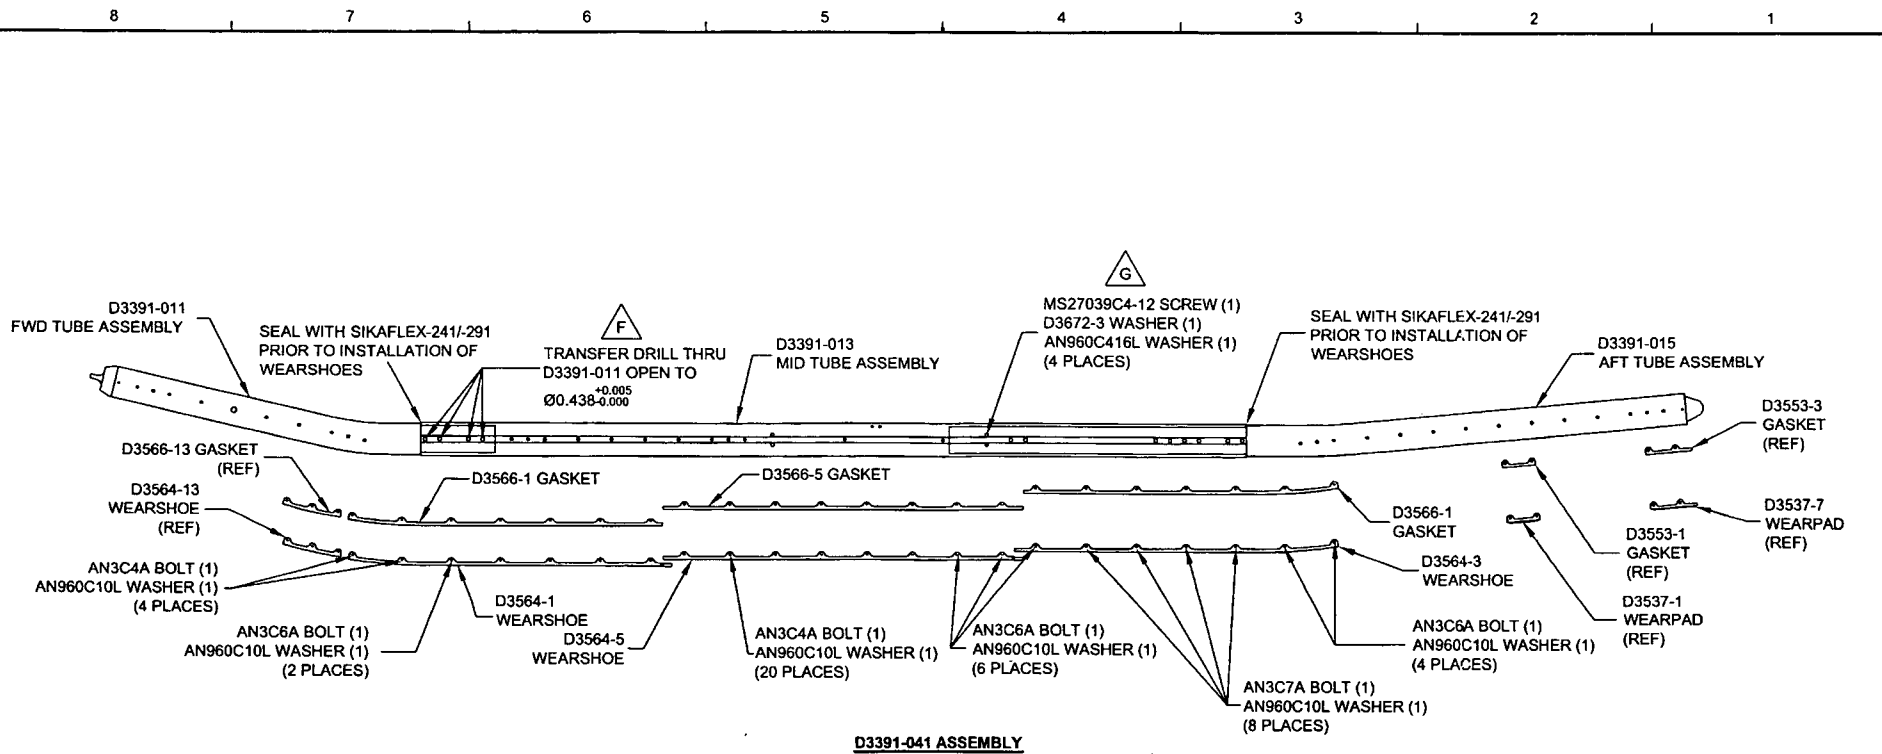 8 7 6 5 4 3 2 1
D3391-011
FWD TUBE ASSEMBLY
SEAL WITH SIKAFLEX-241/-291
PRIOR TO INSTALLATION OF
WEARSHOES
F
TRANSFER DRILL THRU
D3391-011 OPEN TO
Ø0.438 +0.005 -0.000
D3391-013
MID TUBE ASSEMBLY
G
MS27039C4-12 SCREW (1)
D3672-3 WASHER (1)
AN960C416L WASHER (1)
(4 PLACES)
SEAL WITH SIKAFLEX-241/-291
PRIOR TO INSTALLATION OF
WEARSHOES
D3391-015
AFT TUBE ASSEMBLY
D3553-3
GASKET
(REF)
D3566-13 GASKET
(REF)
D3564-13
WEARSHOE
(REF)
D3566-1 GASKET
D3566-5 GASKET
D3566-1
GASKET
D3553-1
GASKET
(REF)
D3537-7
WEARPAD
(REF)
AN3C4A BOLT (1)
AN960C10L WASHER (1)
(4 PLACES)
D3564-1
WEARSHOE
AN3C6A BOLT (1)
AN960C10L WASHER (1)
(2 PLACES)
D3564-5
WEARSHOE
AN3C4A BOLT (1)
AN960C10L WASHER (1)
(20 PLACES)
AN3C6A BOLT (1)
AN960C10L WASHER (1)
(6 PLACES)
D3564-3
WEARSHOE
AN3C7A BOLT (1)
AN960C10L WASHER (1)
(8 PLACES)
AN3C6A BOLT (1)
AN960C10L WASHER (1)
(4 PLACES)
D3537-1
WEARPAD
(REF)
D3391-041 ASSEMBLY